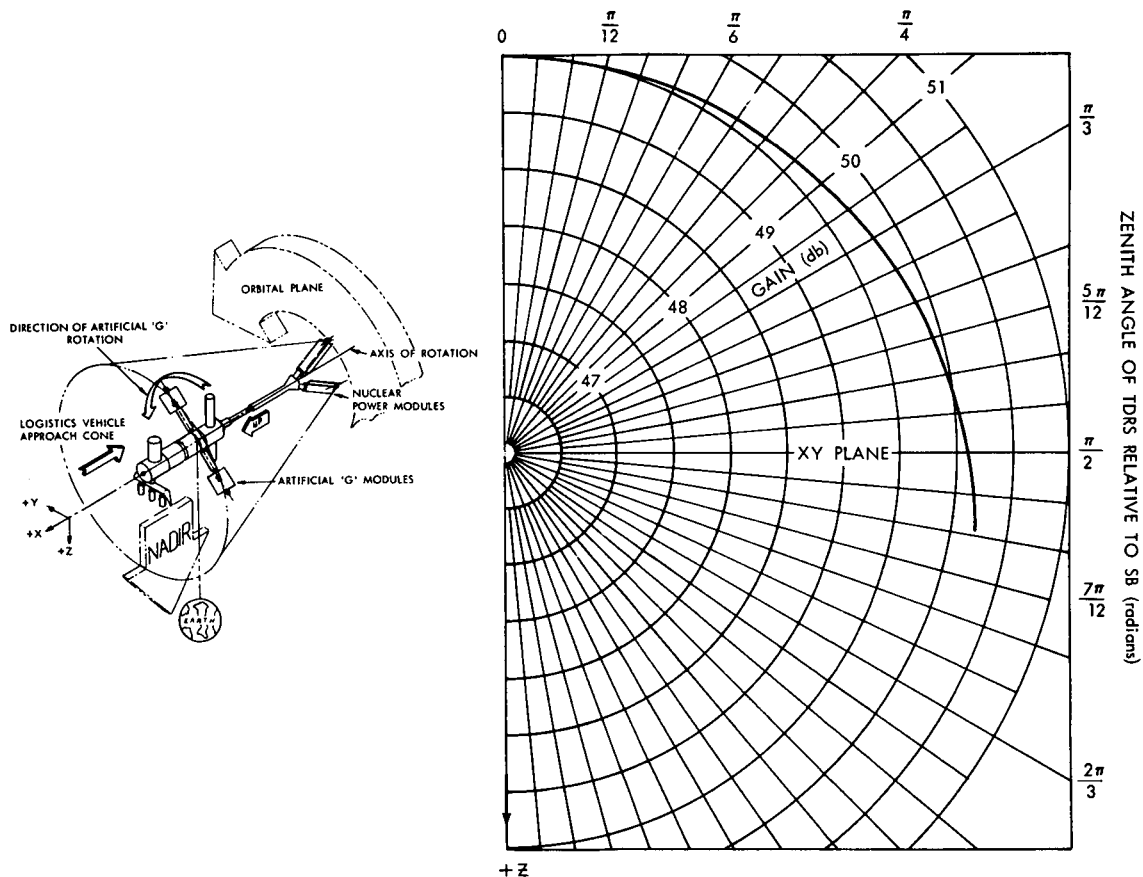 ORBITAL PLANE
DIRECTION OF ARTIFICIAL 'G'
ROTATION
AXIS OF ROTATION
NUCLEAR
POWER MODULES
LOGISTICS VEHICLE
APPROACH CONE
UP
ARTIFICIAL 'G' MODULES
+Y
+X
+Z
NADIR
EARTH
0
π/12
π/6
π/4
π/3
5π/12
π/2
7π/12
2π/3
51
50
49
GAIN (db)
48
47
XY PLANE
+Z
ZENITH ANGLE OF TDRS RELATIVE TO SB (radians)